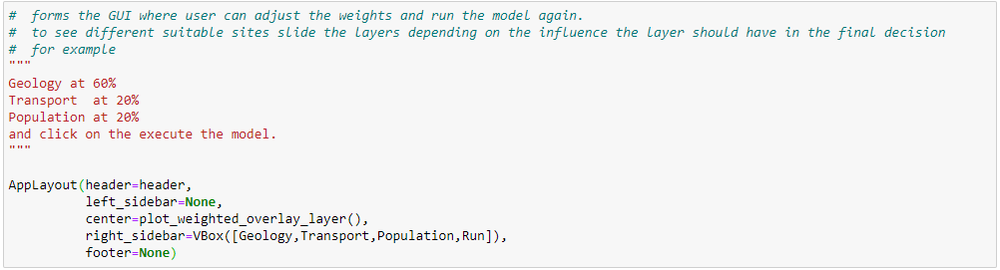 #  forms the GUI where user can adjust the weights and run the model again.
#  to see different suitable sites slide the layers depending on the influence the layer should have in the final decision
#  for example
"""
Geology at 60%
Transport  at 20%
Population at 20%
and click on the execute the model.
"""
AppLayout(header=header,
          left_sidebar=None,
          center=plot_weighted_overlay_layer(),
          right_sidebar=VBox([Geology,Transport,Population,Run]),
          footer=None)